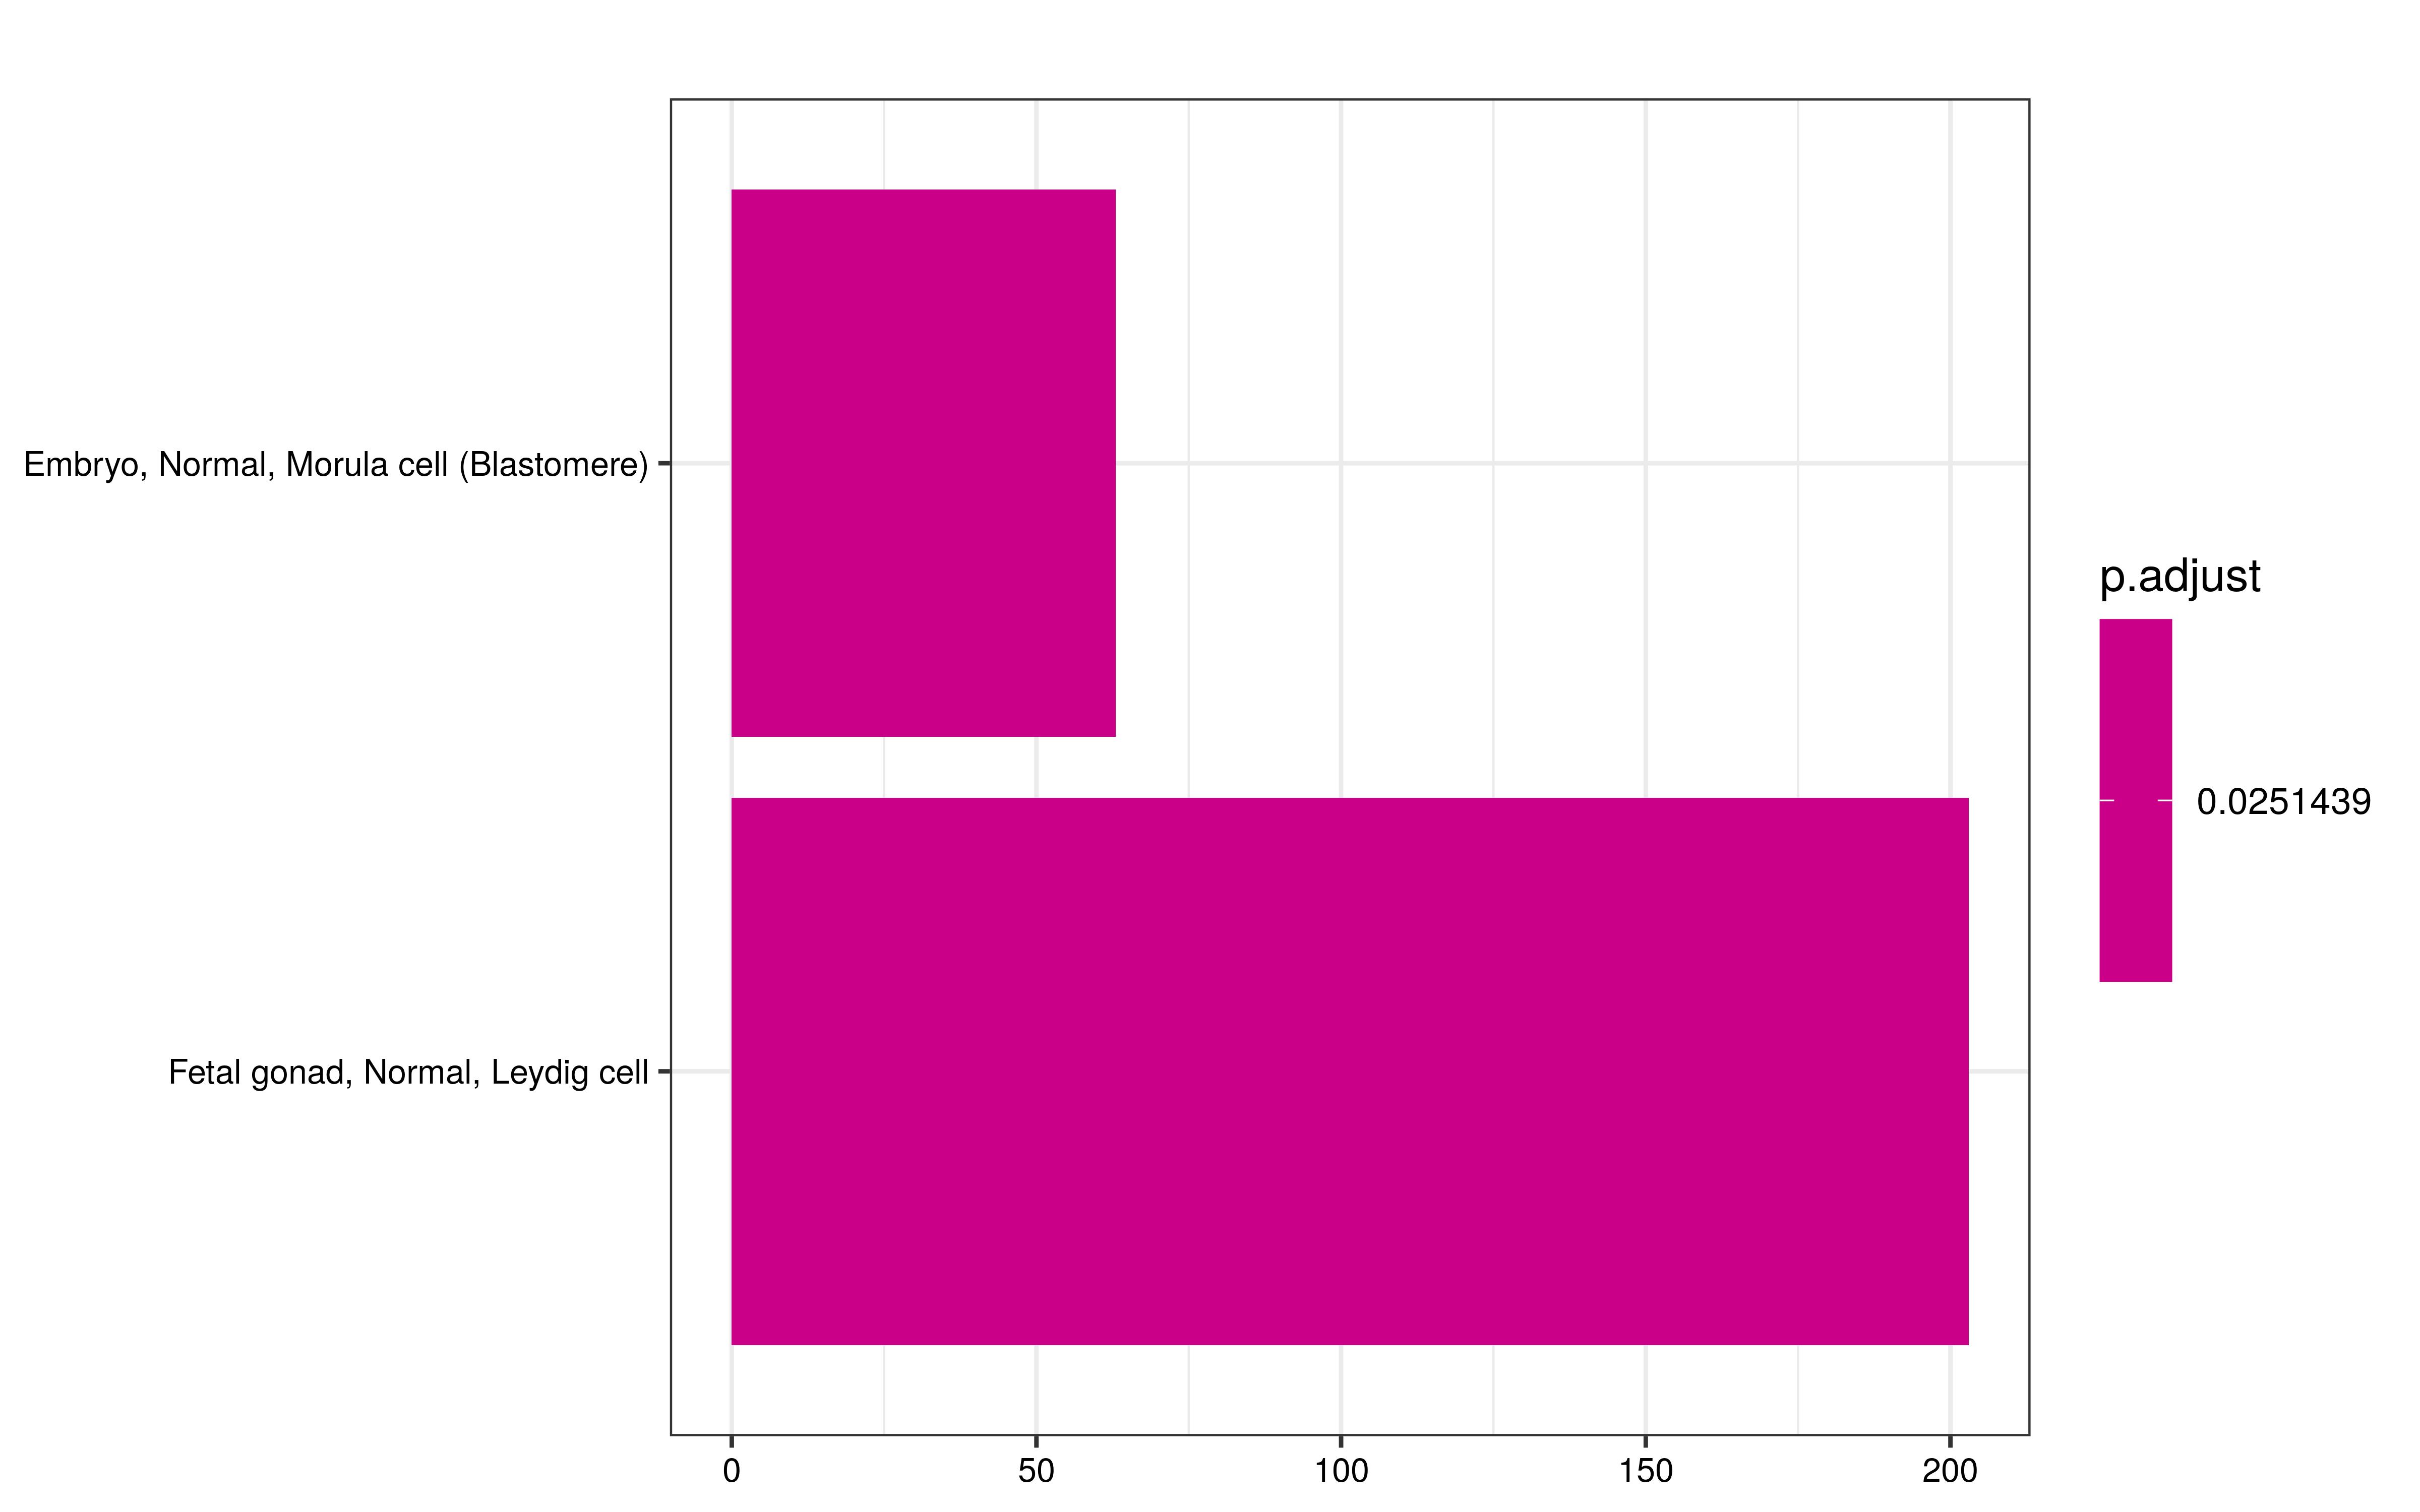 Embryo, Normal, Morula cell (Blastomere)
Fetal gonad, Normal, Leydig cell
0 50 100 150 200
p.adjust
0.0251439